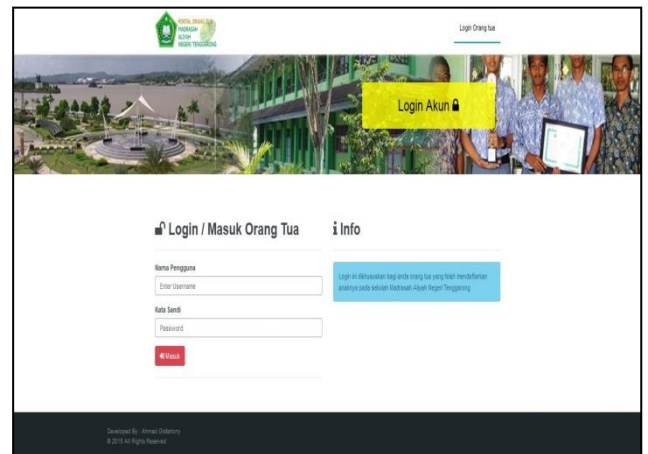 PORTAL ORANG TUA
MADRASAH
ALIYAH
NEGERI TENGGARONG
Login Orang tua
Login Akun
Login / Masuk Orang Tua
Info
Nama Pengguna
Enter Username
Kata Sandi
Password
Masuk
Login ini dikhususkan bagi anda orang tua yang telah mendaftarkan
anaknya pada sekolah Madrasah Aliyah Negeri Tenggarong
Developed By : Ahmad
© 2015 All Rights Reserved